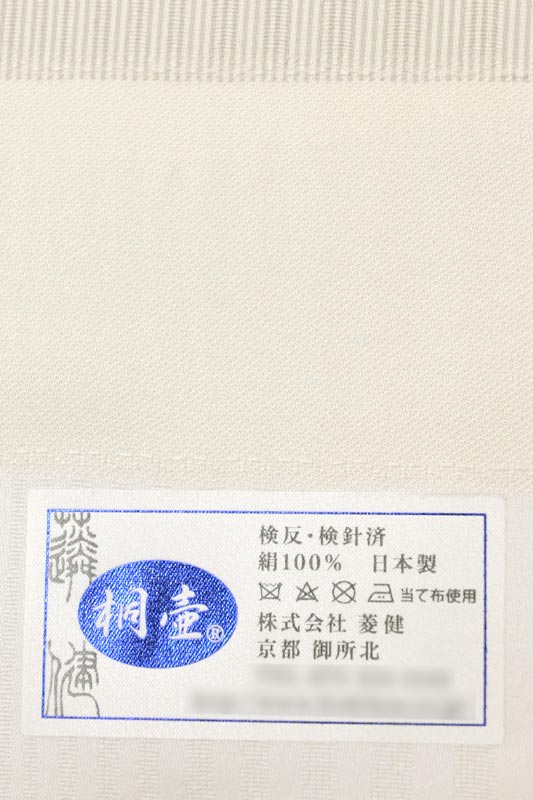 桐壷®
検反・検針済
絹100% 日本製
当て布使用
株式会社 菱健
京都 御所北